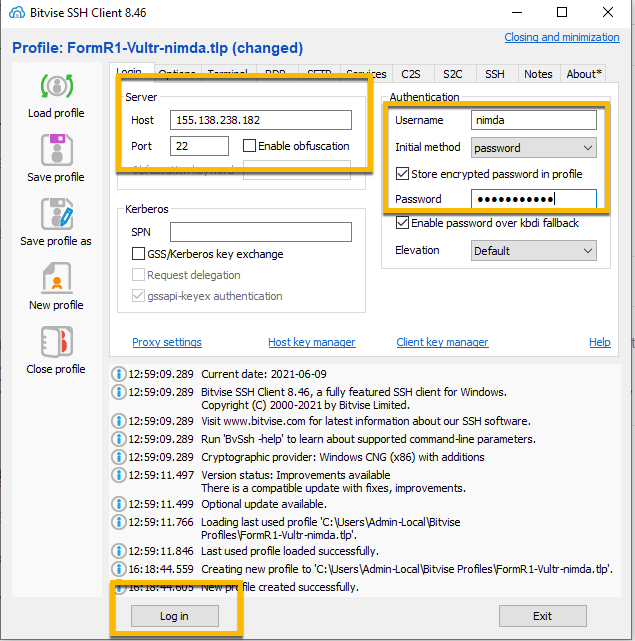 Bitvise SSH Client 8.46
Closing and minimization
Profile: FormR1-Vultr-nimda.tlp (changed)
Load profile
Save profile
Save profile as
New profile
Close profile
Login Options Terminal RDP SFTP Services C2S S2C SSH Notes About*
Server
Host 155.138.238.182
Port 22 Enable obfuscation
Obfuscation keyword
Kerberos
SPN
GSS/Kerberos key exchange
Request delegation
gssapi-keyex authentication
Authentication
Username nimda
Initial method password
Store encrypted password in profile
Password ●●●●●●●●●●●
Enable password over kbdi fallback
Elevation Default
Proxy settings Host key manager Client key manager Help
12:59:09.289 Current date: 2021-06-09
12:59:09.289 Bitvise SSH Client 8.46, a fully featured SSH client for Windows.
Copyright (C) 2000-2021 by Bitvise Limited.
12:59:09.289 Visit www.bitvise.com for latest information about our SSH software.
12:59:09.289 Run 'BvSsh -help' to learn about supported command-line parameters.
12:59:09.289 Cryptographic provider: Windows CNG (x86) with additions
12:59:11.497 Version status: Improvements available
There is a compatible update with fixes, improvements.
12:59:11.499 Optional update available.
12:59:11.766 Loading last used profile 'C:\Users\Admin-Local\Bitvise
Profiles\FormR1-Vultr-nimda.tlp'.
12:59:11.846 Last used profile loaded successfully.
16:18:44.559 Creating new profile to 'C:\Users\Admin-Local\Bitvise Profiles\FormR1-Vultr-nimda.tlp'.
16:18:44.605 New profile created successfully.
Log in Exit